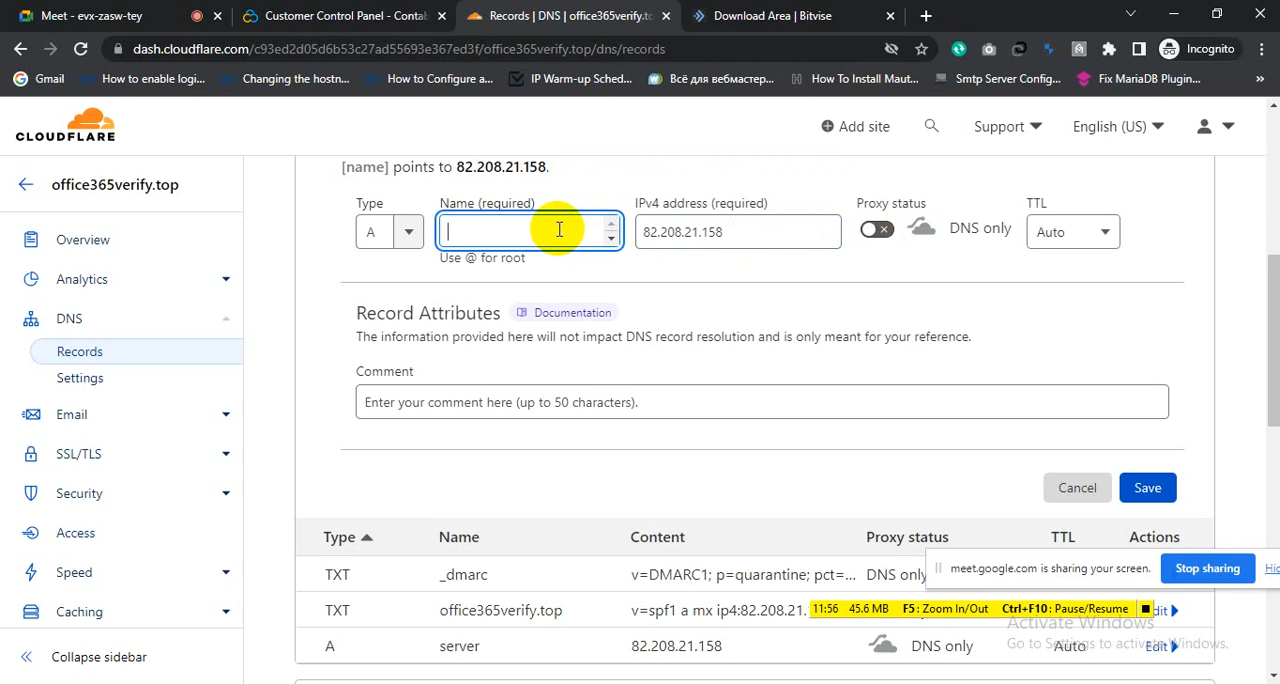 Meet - evx-zasw-tey
Customer Control Panel - Contab
Records | DNS | office365verify.to
Download Area | Bitvise
dash.cloudflare.com/c93ed2d05d6b53c27ad55693e367ed3f/office365verify.top/dns/records
Incognito
Gmail
How to enable logi...
Changing the hostn...
How to Configure a...
IP Warm-up Sched...
Всё для вебмастер...
How To Install Maut...
Smtp Server Config...
Fix MariaDB Plugin...
CLOUDFLARE
Add site
Support
English (US)
office365verify.top
Overview
Analytics
DNS
Records
Settings
Email
SSL/TLS
Security
Access
Speed
Caching
Collapse sidebar
[name] points to 82.208.21.158.
Type
Name (required)
IPv4 address (required)
Proxy status
TTL
A
82.208.21.158
DNS only
Auto
Use @ for root
Record Attributes
Documentation
The information provided here will not impact DNS record resolution and is only meant for your reference.
Comment
Enter your comment here (up to 50 characters).
Cancel
Save
Type Name Content Proxy status TTL Actions
TXT _dmarc v=DMARC1; p=quarantine; pct=... DNS only
meet.google.com is sharing your screen.
Stop sharing
Hid
TXT office365verify.top v=spf1 a mx ip4:82.208.21.
11:56 45.6 MB F5: Zoom In/Out Ctrl+F10: Pause/Resume
A server 82.208.21.158 DNS only Auto Edit
Activate Windows
Go to Settings to activate Windows.